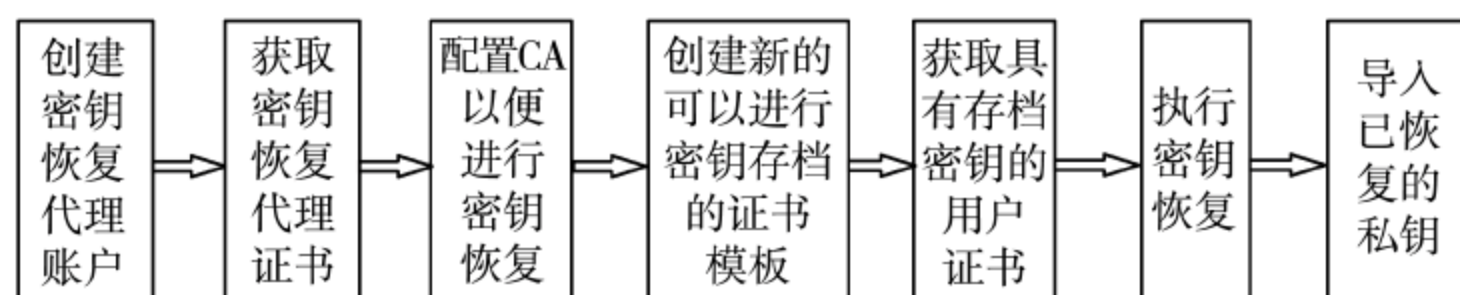 创建
密钥
恢复
代理
账户
获取
密钥
恢复
代理
证书
配置CA
以便
进行
密钥
恢复
创建新的
可以进行
密钥存档
的证书
模板
获取具
有存档
密钥的
用户
证书
执行
密钥
恢复
导入
已恢
复的
私钥